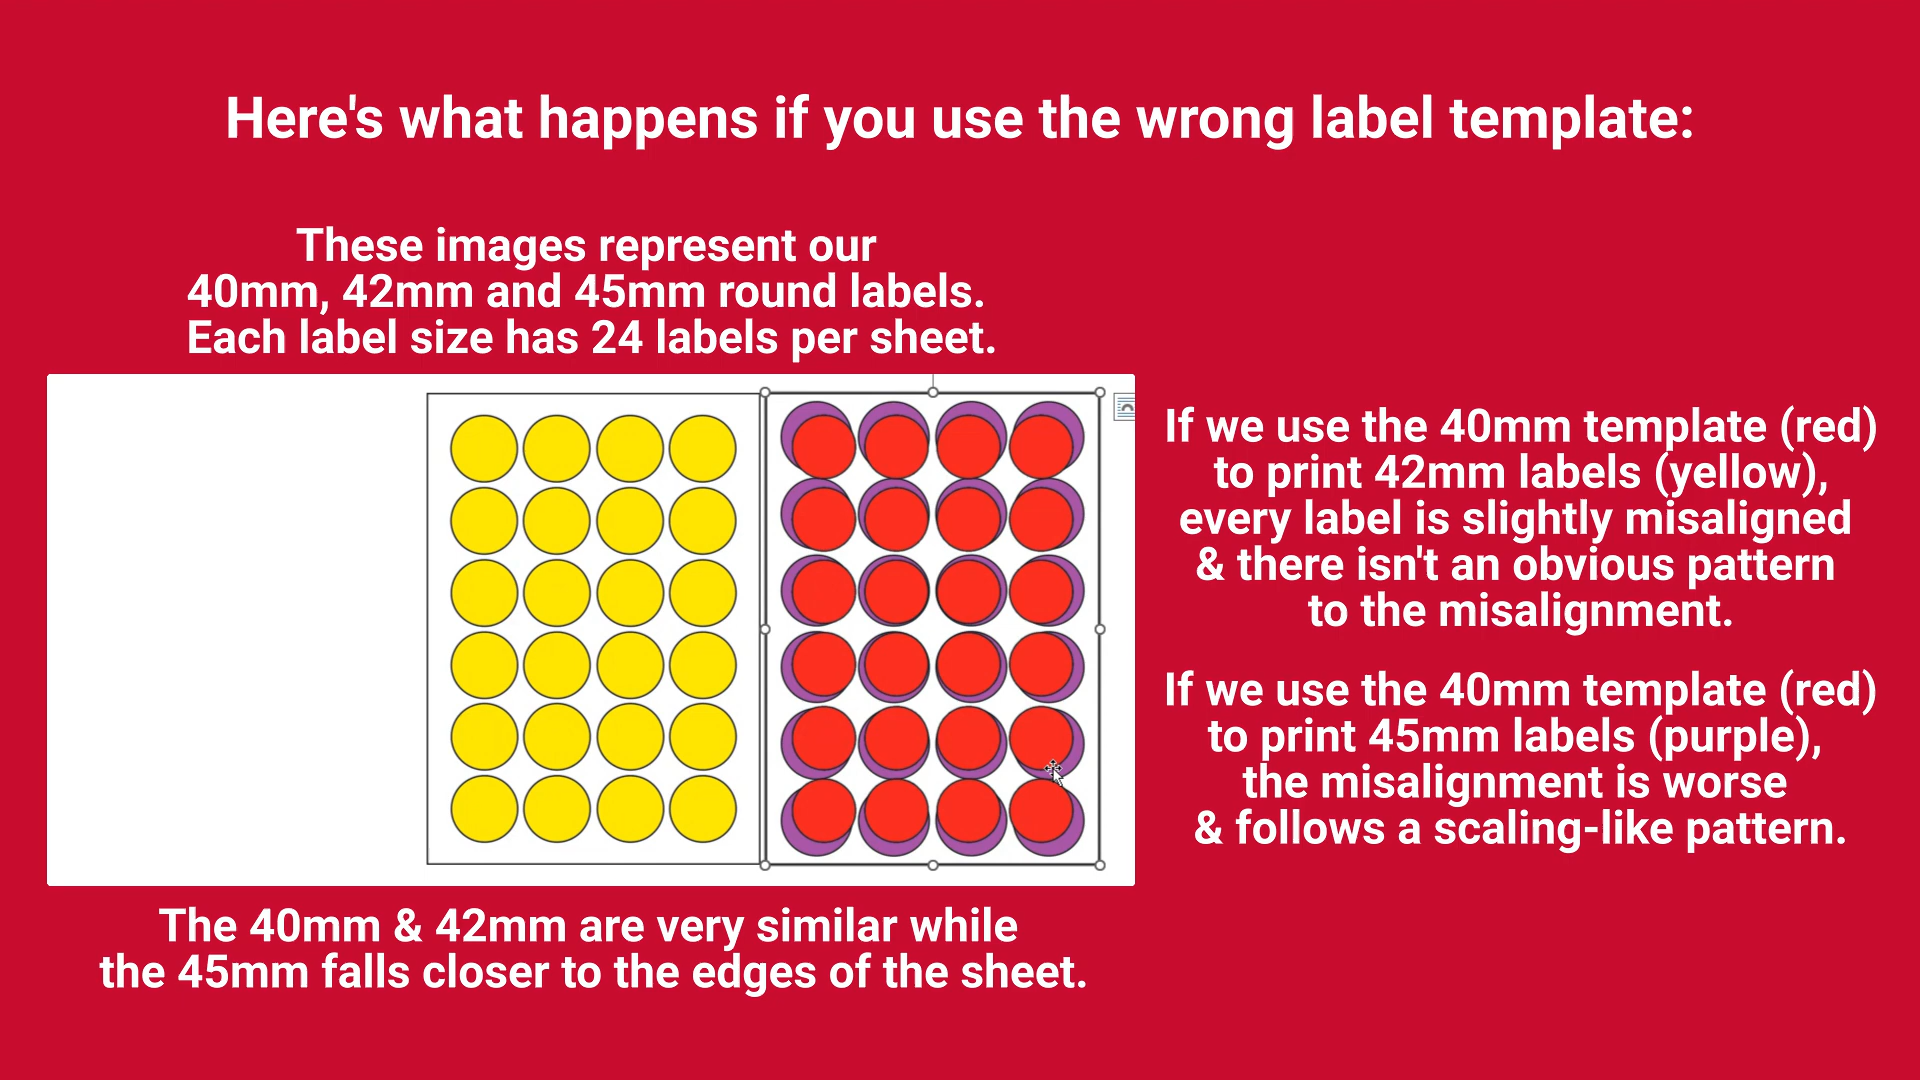 Here's what happens if you use the wrong label template:
These images represent our
40mm, 42mm and 45mm round labels.
Each label size has 24 labels per sheet.
If we use the 40mm template (red)
to print 42mm labels (yellow),
every label is slightly misaligned
& there isn't an obvious pattern
to the misalignment.
If we use the 40mm template (red)
to print 45mm labels (purple),
the misalignment is worse
& follows a scaling-like pattern.
The 40mm & 42mm are very similar while
the 45mm falls closer to the edges of the sheet.